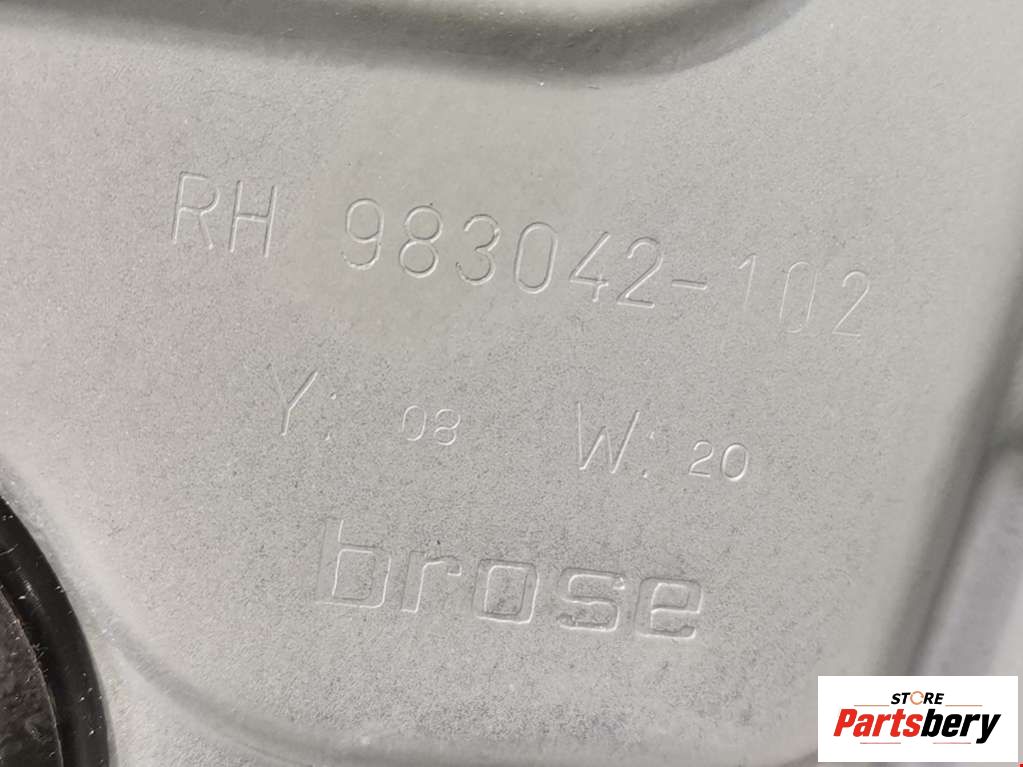 RH 983042-102
Y: 08 W: 20
brose
STORE
Partsbery